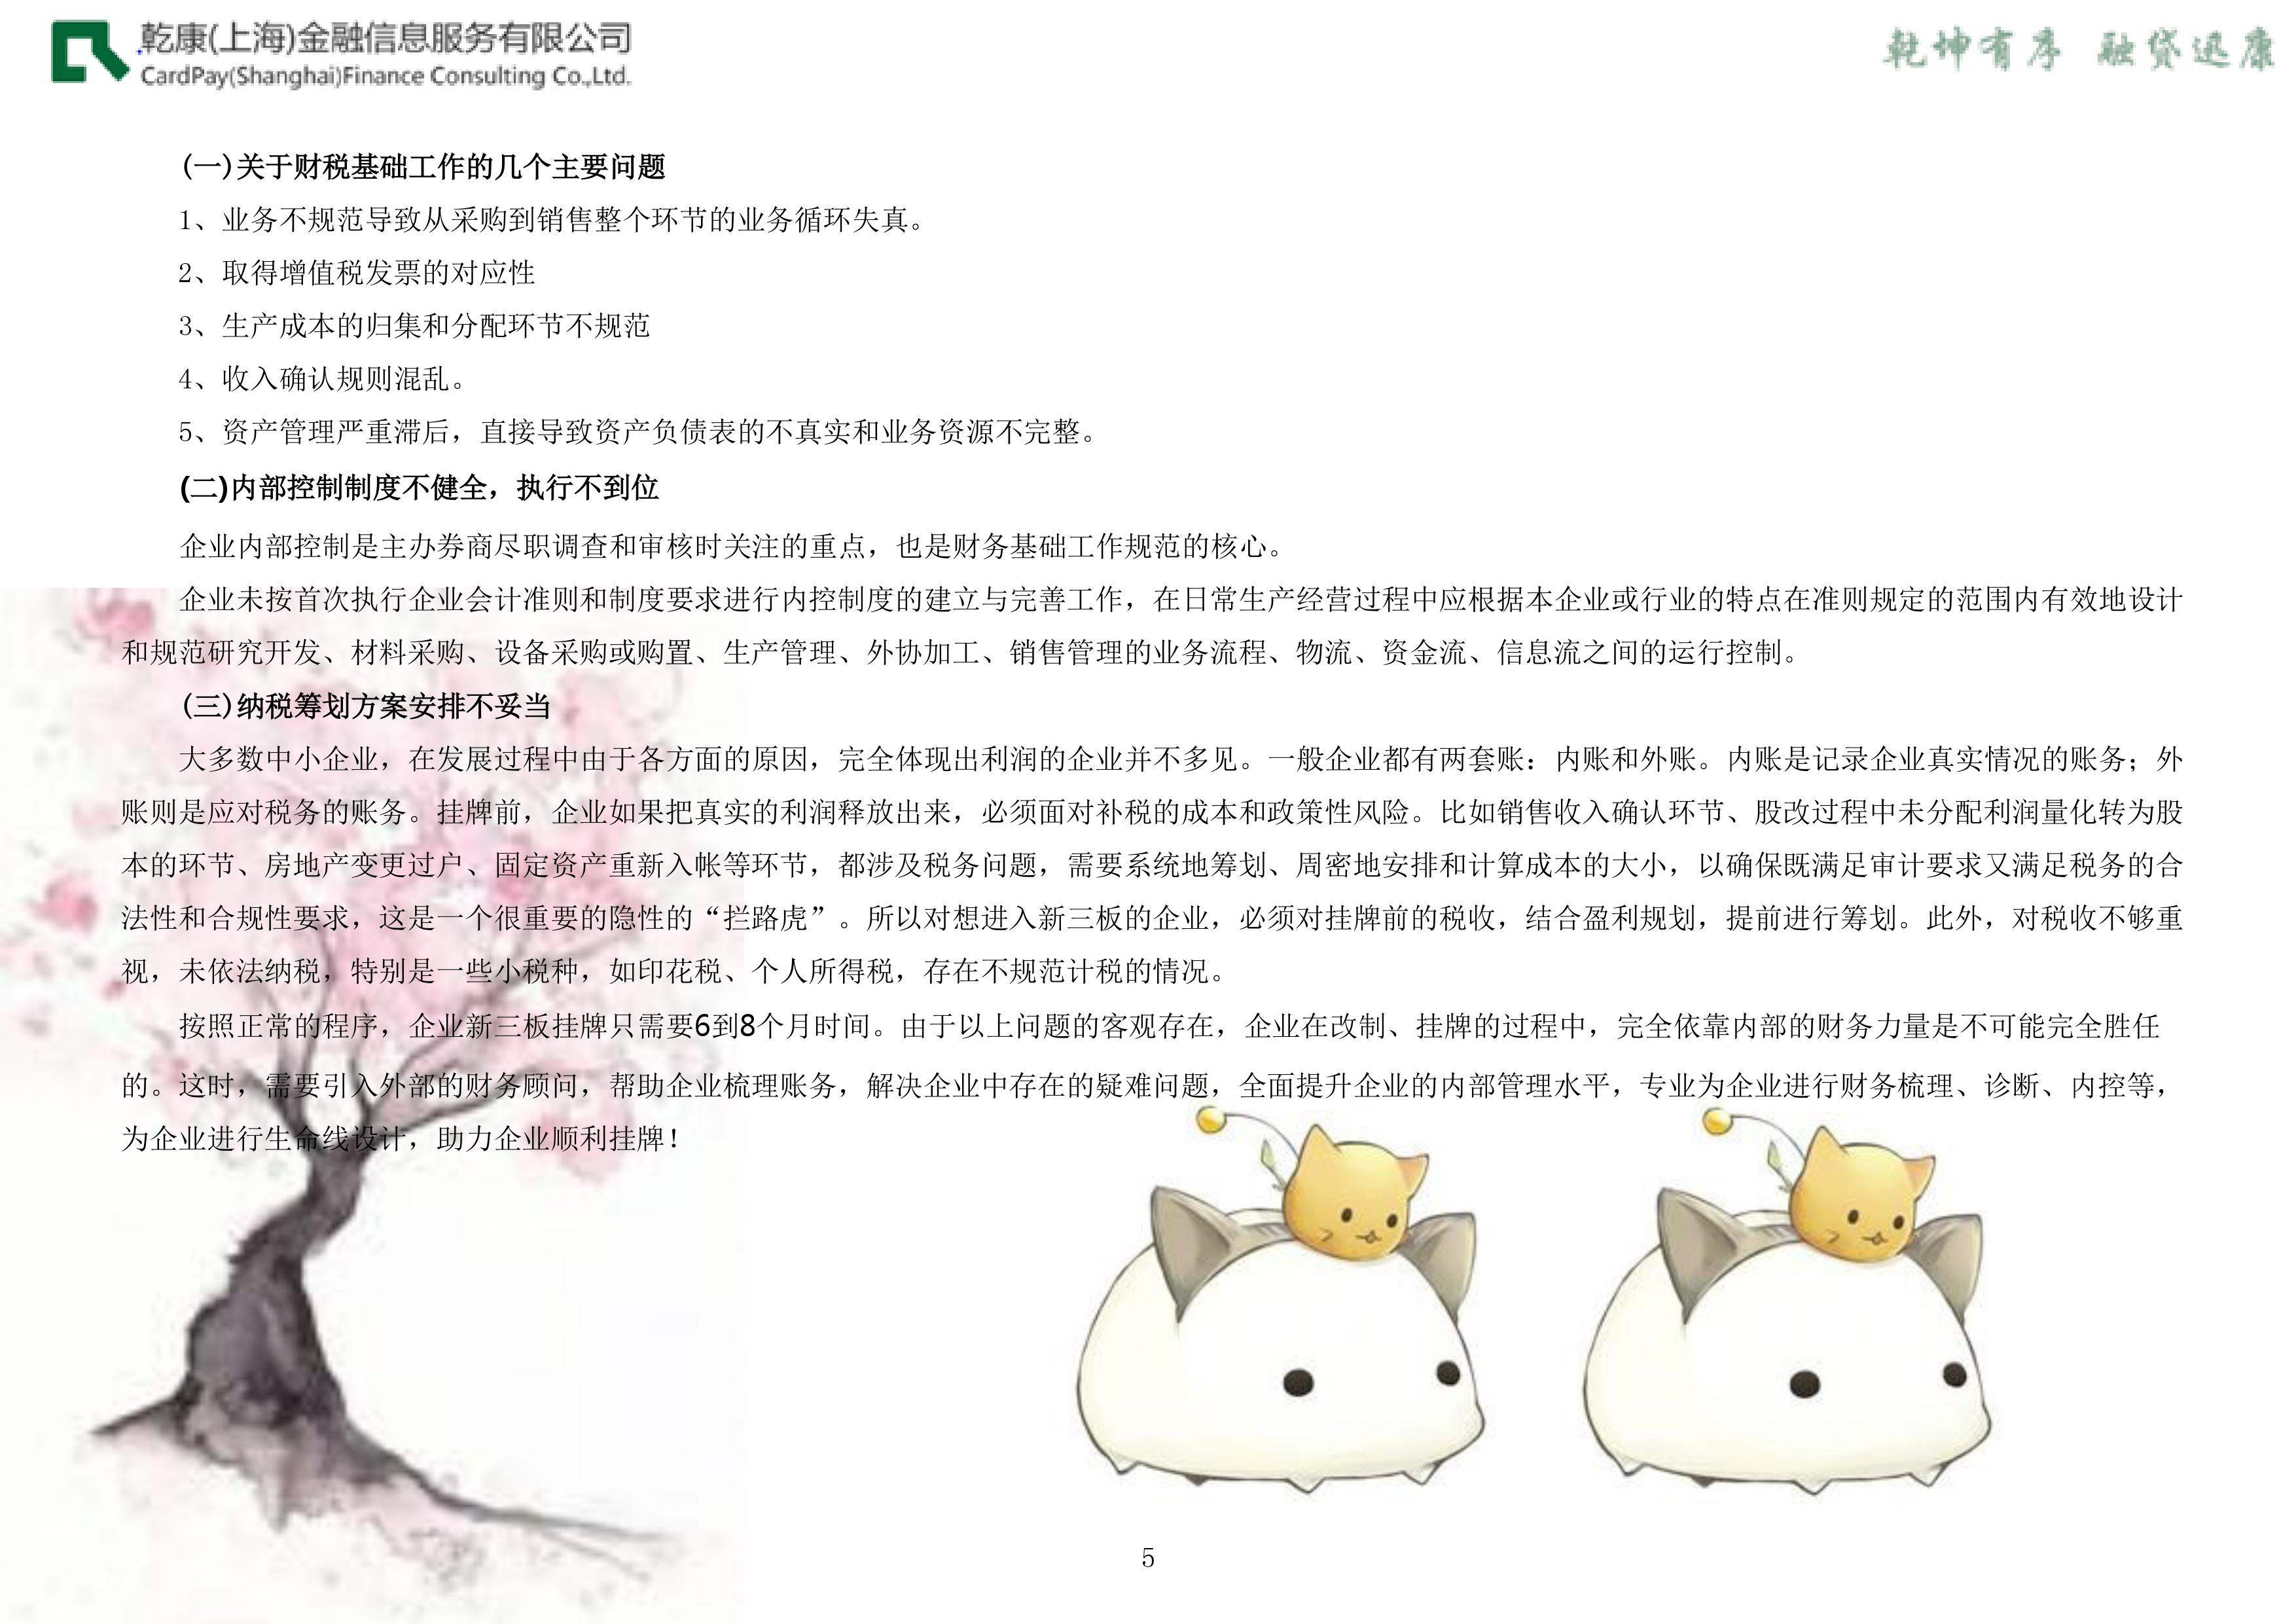 乾康(上海)金融信息服务有限公司
CardPay(Shanghai)Finance Consulting Co.,Ltd.
乾坤有序 融贷迅康
(一)关于财税基础工作的几个主要问题
1、业务不规范导致从采购到销售整个环节的业务循环失真。
2、取得增值税发票的对应性
3、生产成本的归集和分配环节不规范
4、收入确认规则混乱。
5、资产管理严重滞后，直接导致资产负债表的不真实和业务资源不完整。
(二)内部控制制度不健全，执行不到位
企业内部控制是主办券商尽职调查和审核时关注的重点，也是财务基础工作规范的核心。
企业未按首次执行企业会计准则和制度要求进行内控制度的建立与完善工作，在日常生产经营过程中应根据本企业或行业的特点在准则规定的范围内有效地设计
和规范研究开发、材料采购、设备采购或购置、生产管理、外协加工、销售管理的业务流程、物流、资金流、信息流之间的运行控制。
(三)纳税筹划方案安排不妥当
大多数中小企业，在发展过程中由于各方面的原因，完全体现出利润的企业并不多见。一般企业都有两套账：内账和外账。内账是记录企业真实情况的账务；外
账则是应对税务的账务。挂牌前，企业如果把真实的利润释放出来，必须面对补税的成本和政策性风险。比如销售收入确认环节、股改过程中未分配利润量化转为股
本的环节、房地产变更过户、固定资产重新入帐等环节，都涉及税务问题，需要系统地筹划、周密地安排和计算成本的大小，以确保既满足审计要求又满足税务的合
法性和合规性要求，这是一个很重要的隐性的“拦路虎”。所以对想进入新三板的企业，必须对挂牌前的税收，结合盈利规划，提前进行筹划。此外，对税收不够重
视，未依法纳税，特别是一些小税种，如印花税、个人所得税，存在不规范计税的情况。
按照正常的程序，企业新三板挂牌只需要6到8个月时间。由于以上问题的客观存在，企业在改制、挂牌的过程中，完全依靠内部的财务力量是不可能完全胜任
的。这时，需要引入外部的财务顾问，帮助企业梳理账务，解决企业中存在的疑难问题，全面提升企业的内部管理水平，专业为企业进行财务梳理、诊断、内控等，
为企业进行生命线设计，助力企业顺利挂牌！
5